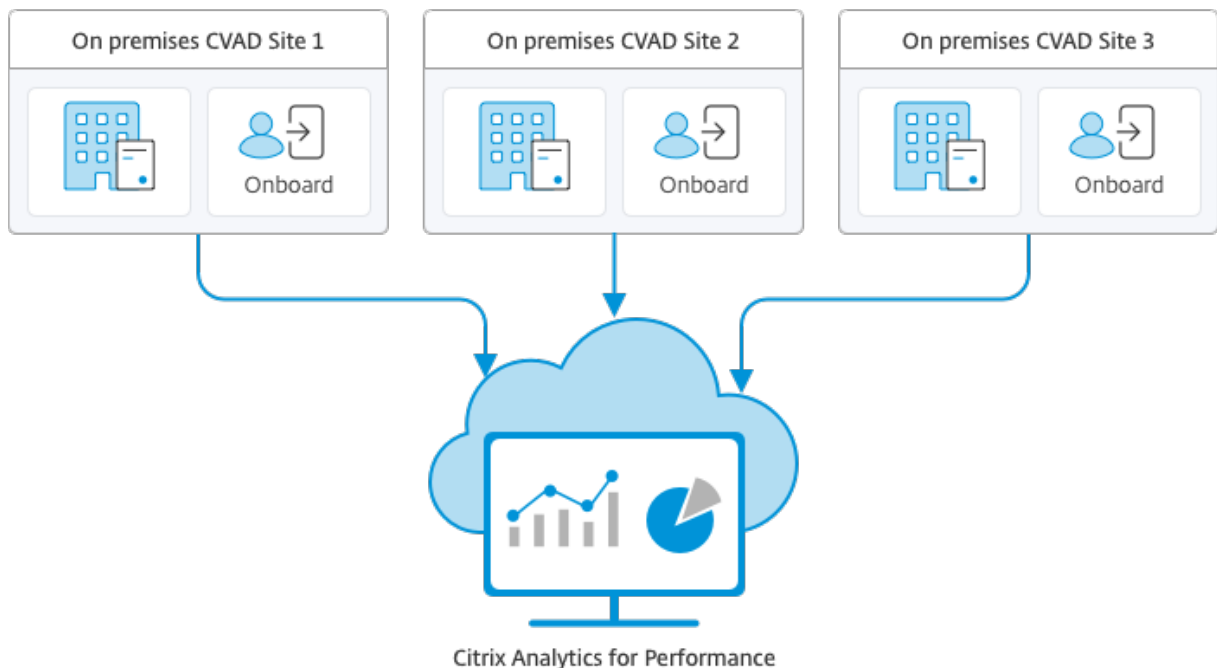 On premises CVAD Site 1
On premises CVAD Site 2
On premises CVAD Site 3
Onboard
Onboard
Onboard
Citrix Analytics for Performance